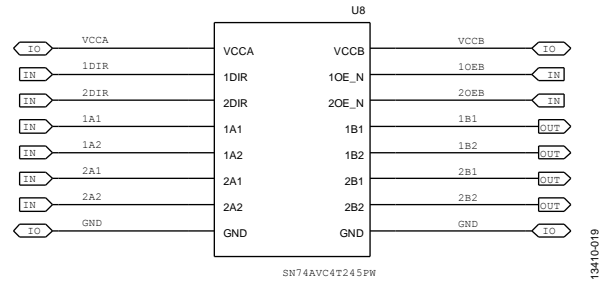 U8
IO VCCA VCCA VCCB VCCB IO
IN 1DIR 1DIR 1OE_N 1OEB IN
IN 2DIR 2DIR 2OE_N 2OEB IN
IN 1A1 1A1 1B1 1B1 OUT
IN 1A2 1A2 1B2 1B2 OUT
IN 2A1 2A1 2B1 2B1 OUT
IN 2A2 2A2 2B2 2B2 OUT
IO GND GND GND GND IO
SN74AVC4T245PW
13410-019